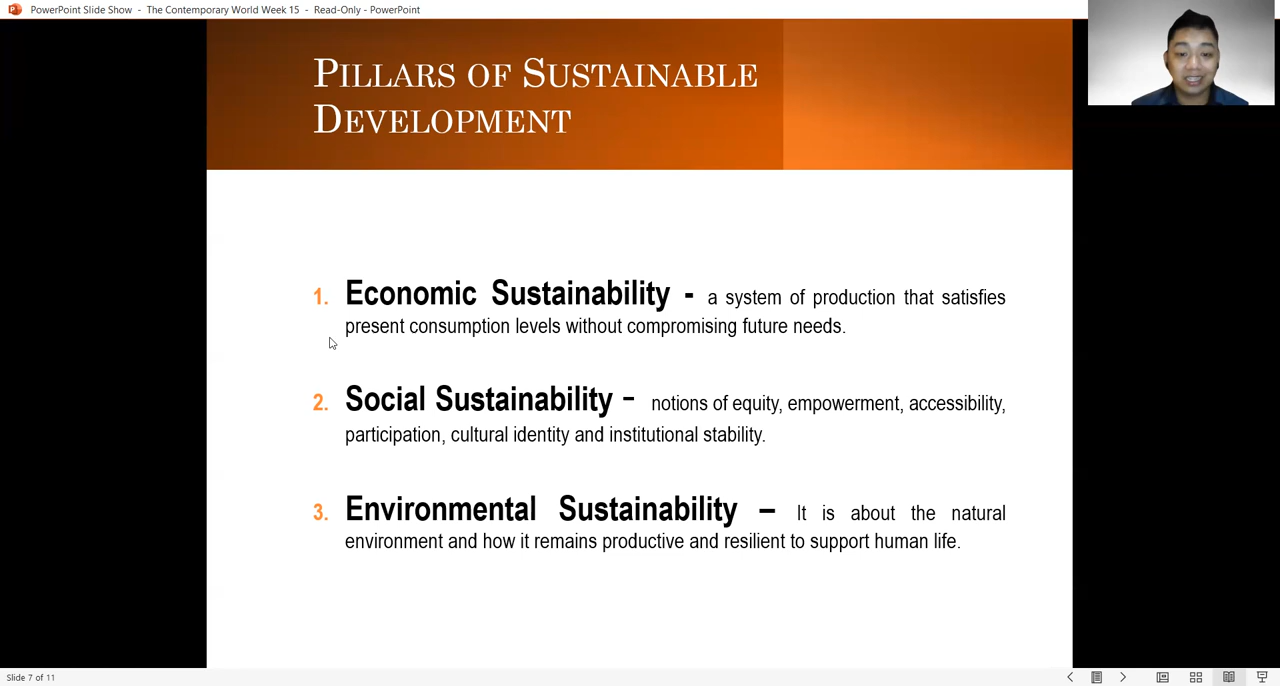 PowerPoint Slide Show - The Contemporary World Week 15 - Read-Only - PowerPoint
PILLARS OF SUSTAINABLE
DEVELOPMENT
1. Economic Sustainability - a system of production that satisfies
present consumption levels without compromising future needs.
2. Social Sustainability – notions of equity, empowerment, accessibility,
participation, cultural identity and institutional stability.
3. Environmental Sustainability – It is about the natural
environment and how it remains productive and resilient to support human life.
Slide 7 of 11